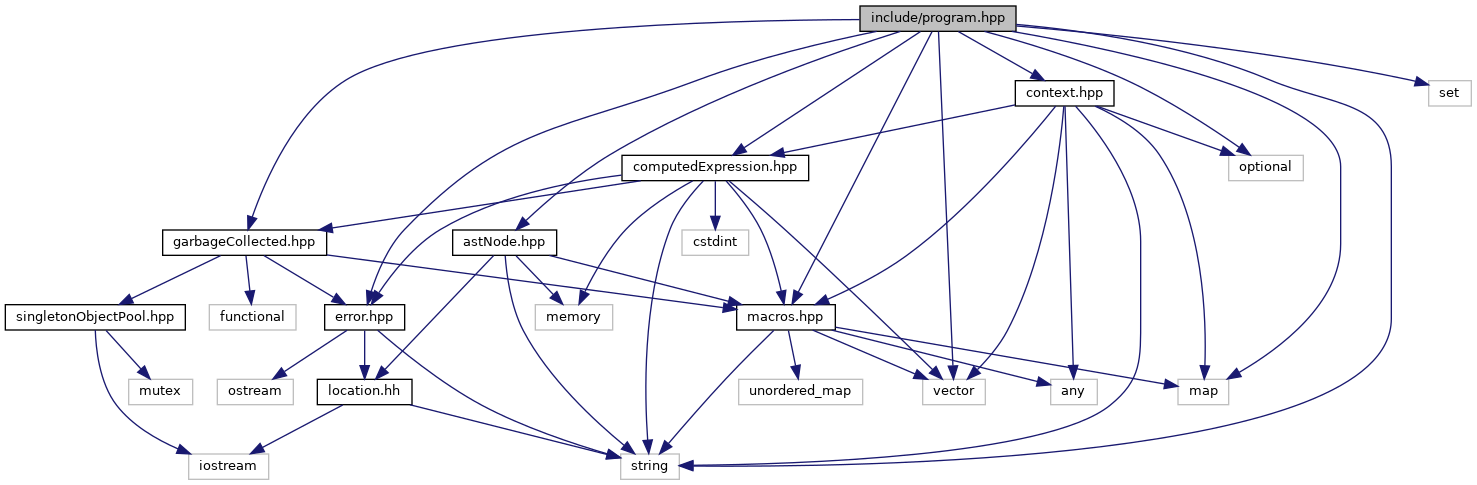 include/program.hpp
context.hpp
set
computedExpression.hpp
optional
garbageCollected.hpp
astNode.hpp
cstdint
singletonObjectPool.hpp
functional
error.hpp
memory
macros.hpp
mutex
ostream
location.hh
unordered_map
vector
any
map
iostream
string